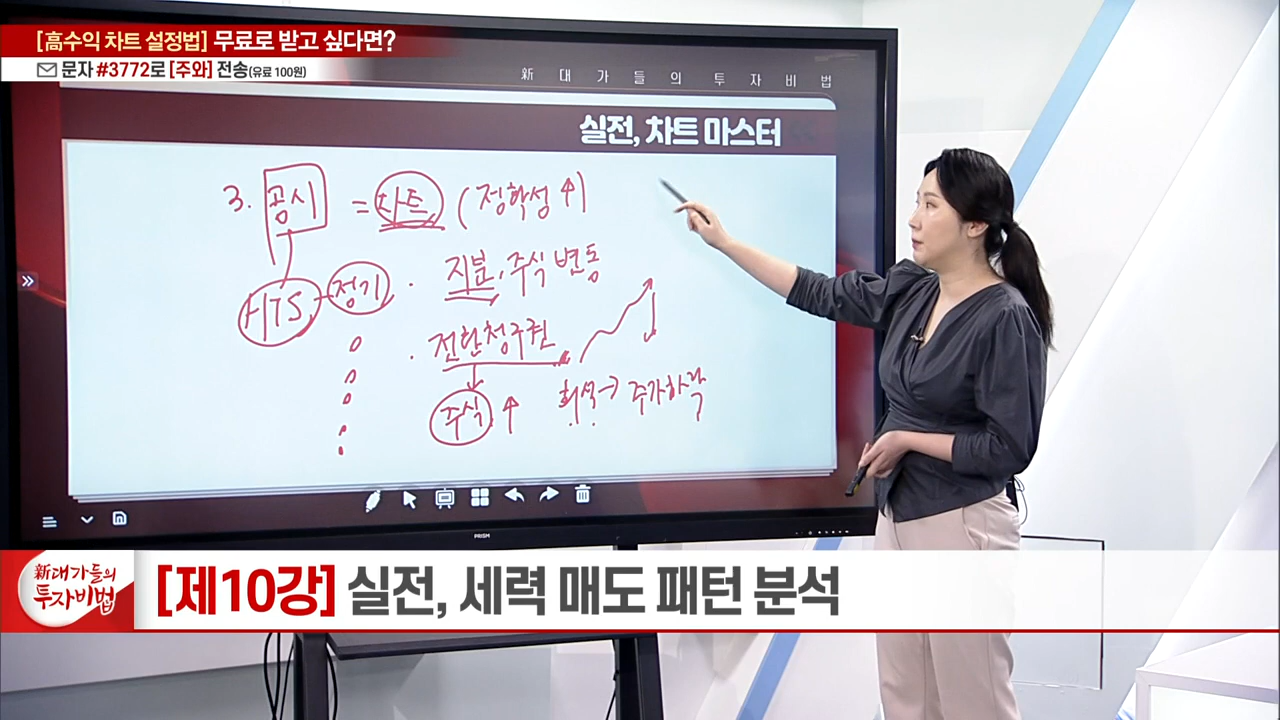 [高수익 차트 설정법] 무료로 받고 싶다면?
문자 #3772로 [주와] 전송(유료 100원)
新 대가들의 투자비법
실전, 차트 마스터
3. 공시 = 차트 (정확성 ↑)
HTS - 정기 · 지분, 주식 변동
· 전환청구권
주식 ↑ 희석 → 주가하락
PRISM
新대가들의
투자비법
[제10강] 실전, 세력 매도 패턴 분석